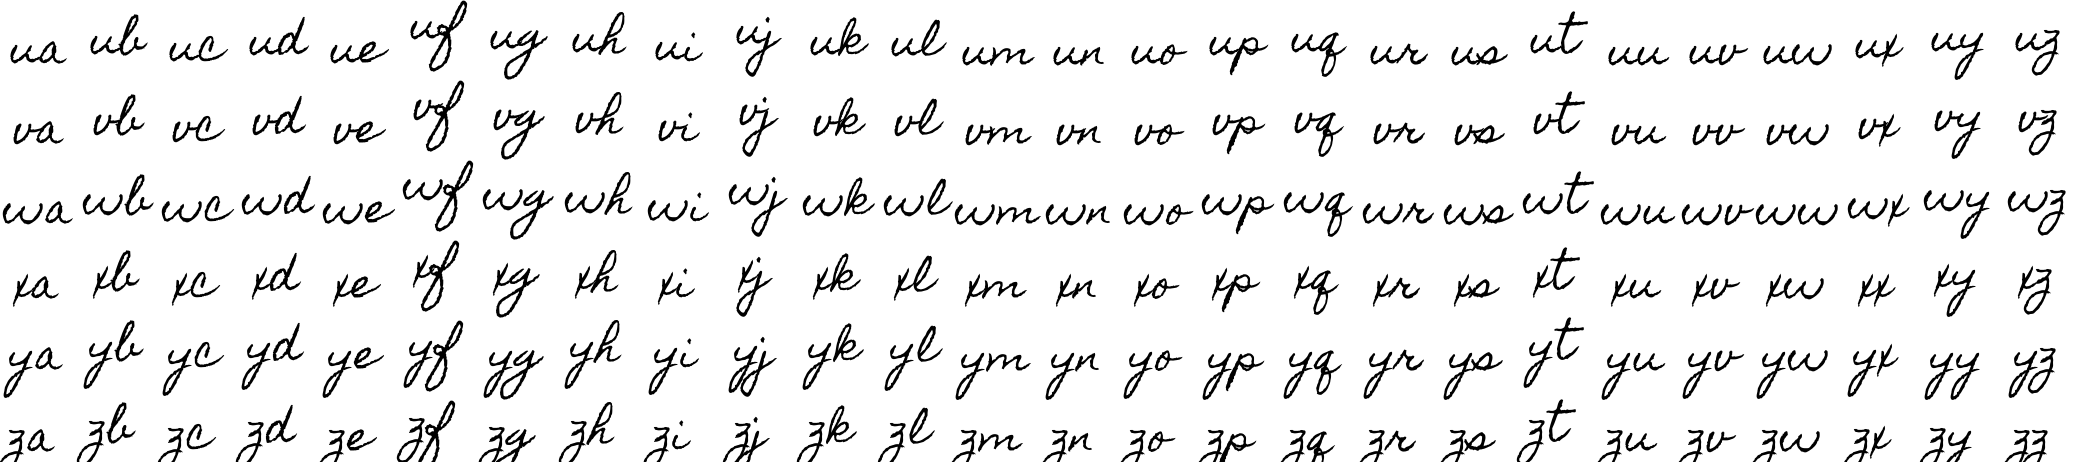 ua ub uc ud ue uf ug uh ui uj uk ul um un uo up uq ur us ut uu uv uw ux uy uz
va vb vc vd ve vf vg vh vi vj vk vl vm vn vo vp vq vr vs vt vu vv vw vx vy vz
wa wb wc wd we wf wg wh wi wj wk wl wm wn wo wp wq wr ws wt wu wv ww wx wy wz
xa xb xc xd xe xf xg xh xi xj xk xl xm xn xo xp xq xr xs xt xu xv xw xx xy xz
ya yb yc yd ye yf yg yh yi yj yk yl ym yn yo yp yq yr ys yt yu yv yw yx yy yz
za zb zc zd ze zf zg zh zi zj zk zl zm zn zo zp zq zr zs zt zu zv zw zx zy zz